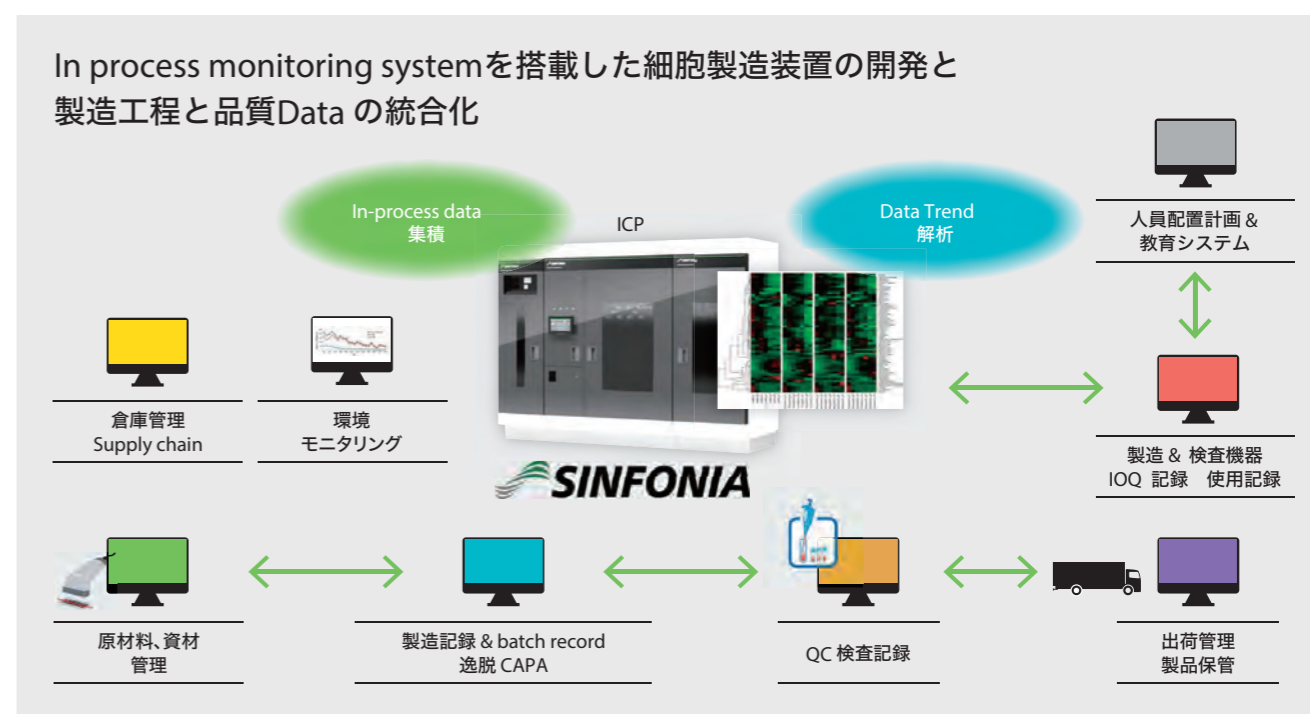 In process monitoring systemを搭載した細胞製造装置の開発と
製造工程と品質Data の統合化
In-process data
集積
ICP
Data Trend
解析
人員配置計画 &
教育システム
倉庫管理
Supply chain
環境
モニタリング
SINFONIA
製造 & 検査機器
IOQ 記録 使用記録
原材料、資材
管理
製造記録 & batch record
逸脱 CAPA
QC 検査記録
出荷管理
製品保管